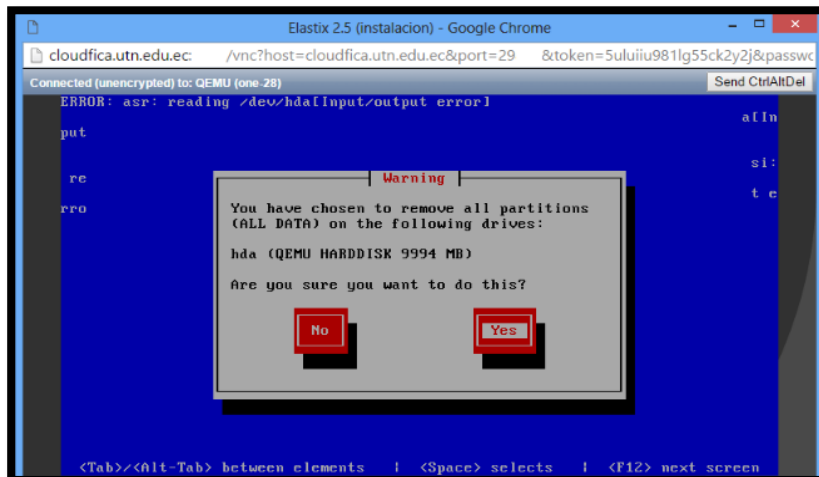 Elastix 2.5 (instalacion) - Google Chrome
cloudfica.utn.edu.ec: /vnc?host=cloudfica.utn.edu.ec&port=29 &token=5uluiiu981lg55ck2y2j&passwc
Connected (unencrypted) to: QEMU (one-28) Send CtrlAltDel
ERROR: asr: reading /dev/hda[Input/output error]
a[In
put
si:
re
t e
rro
Warning
You have chosen to remove all partitions
(ALL DATA) on the following drives:
hda (QEMU HARDDISK 9994 MB)
Are you sure you want to do this?
No Yes
<Tab>/<Alt-Tab> between elements | <Space> selects | <F12> next screen